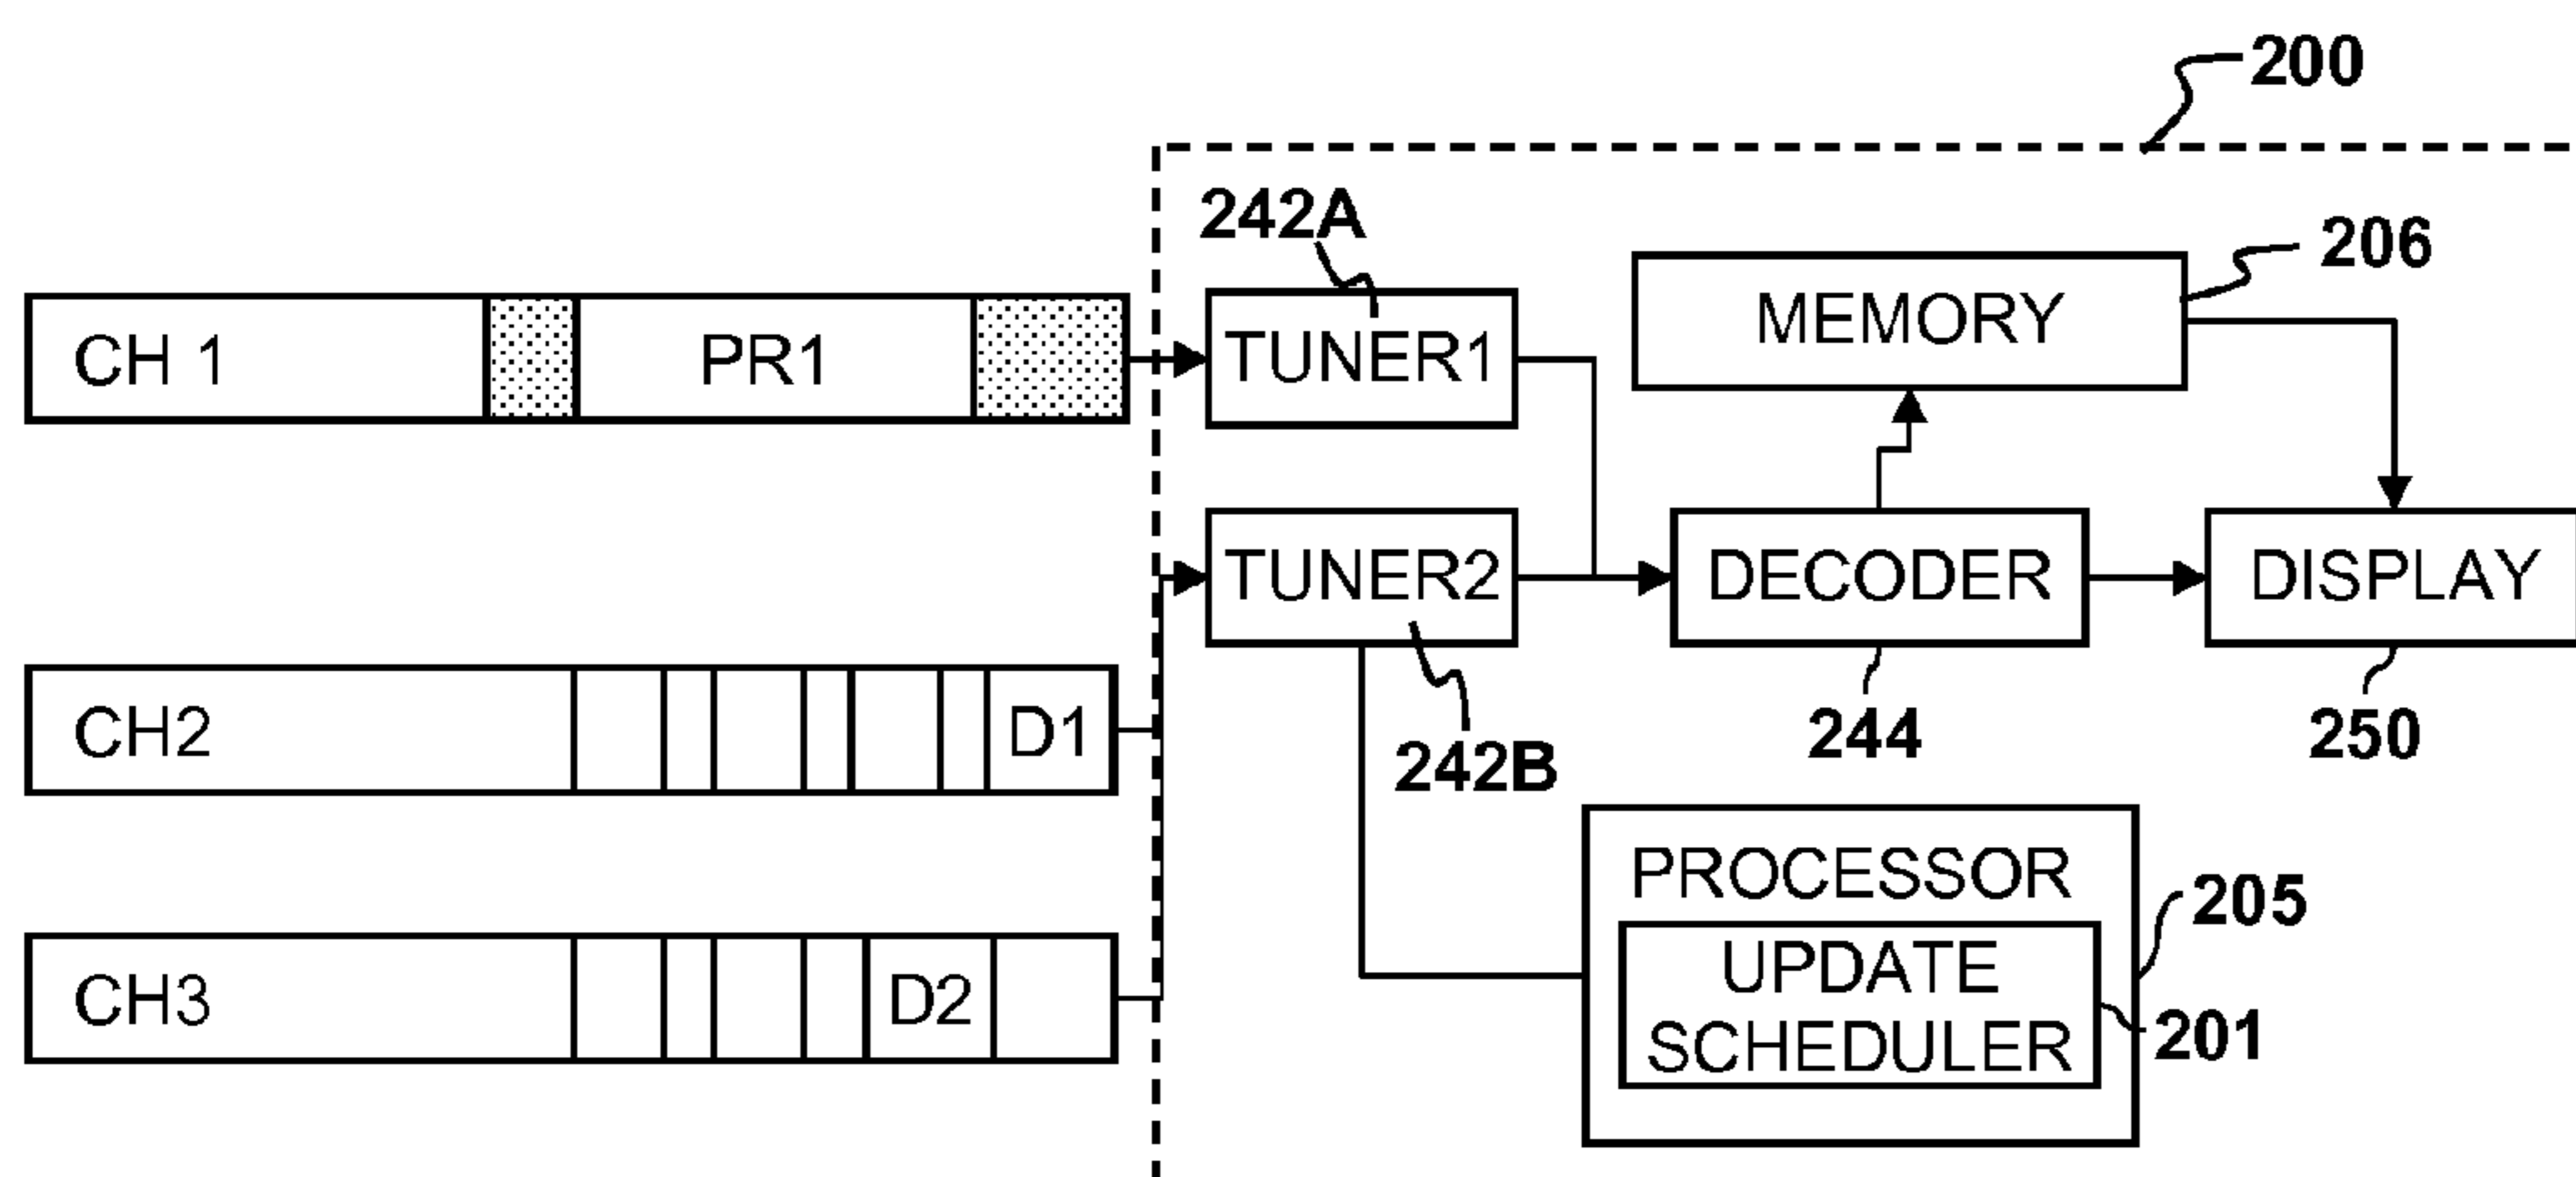 200
242A
206
CH 1
PR1
TUNER1
MEMORY
TUNER2
DECODER
DISPLAY
CH2
D1
242B
244
250
PROCESSOR
205
UPDATE
SCHEDULER
201
CH3
D2